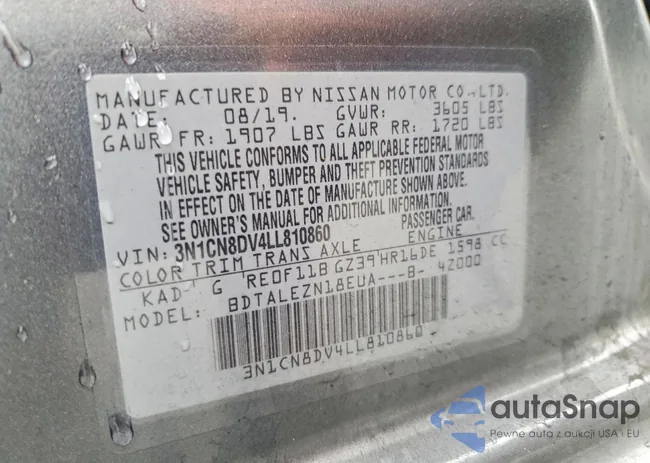 MANUFACTURED BY NISSAN MOTOR CO., LTD.
DATE: 08/19. GVWR: 3605 LBS
GAWR FR: 1907 LBS GAWR RR: 1720 LBS
THIS VEHICLE CONFORMS TO ALL APPLICABLE FEDERAL MOTOR
VEHICLE SAFETY, BUMPER AND THEFT PREVENTION STANDARDS
IN EFFECT ON THE DATE OF MANUFACTURE SHOWN ABOVE.
SEE OWNER'S MANUAL FOR ADDITIONAL INFORMATION.
VIN: 3N1CN8DV4LL810860 PASSENGER CAR.
COLOR TRIM TRANS AXLE ENGINE
KAD G RE0F11B GZ39 HR16DE 1598 CC
MODEL: BDTALEZN18EUA---B- 42000
3N1CN8DV4LL810860
autaSnap
Pewne auta z aukcji USA i EU